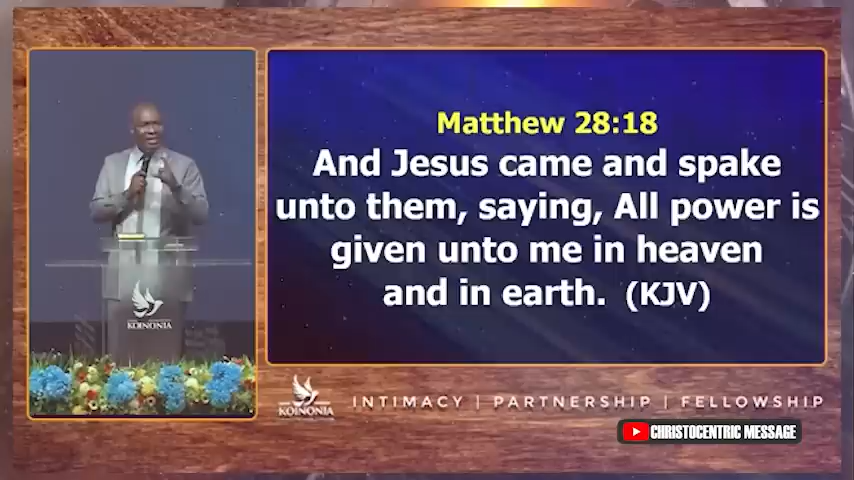 Matthew 28:18
And Jesus came and spake
unto them, saying, All power is
given unto me in heaven
and in earth. (KJV)
KOINONIA
KOINONIA
INTIMACY | PARTNERSHIP | FELLOWSHIP
CHRISTOCENTRIC MESSAGE